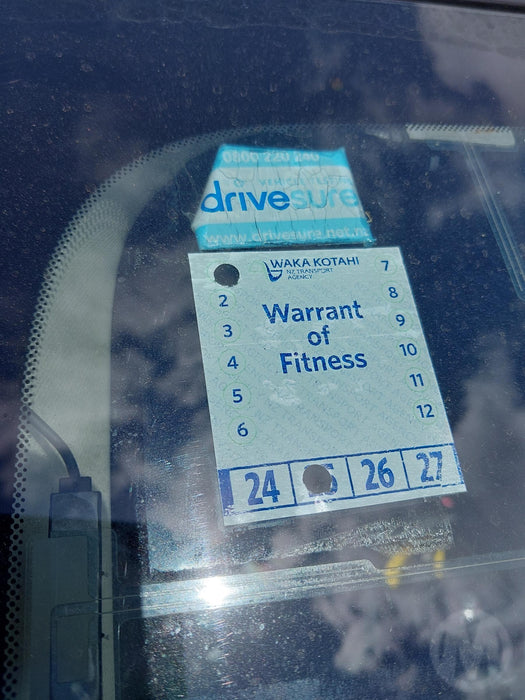 0800 220 240
drivesure
www.drivesure.net.nz
WAKA KOTAHI
NZ TRANSPORT
AGENCY
Warrant
of
Fitness
2
3
4
5
6
7
8
9
10
11
12
24 26 27